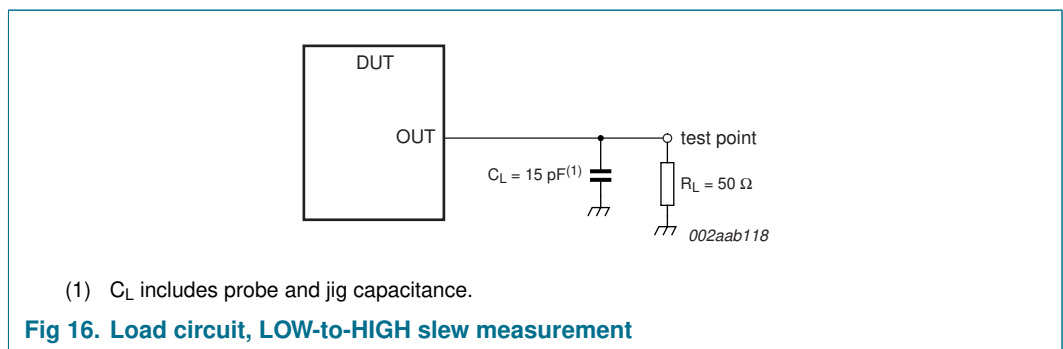 DUT
OUT
test point
C_L = 15 pF(1)
R_L = 50 Ω
002aab118
(1) C_L includes probe and jig capacitance.
Fig 16. Load circuit, LOW-to-HIGH slew measurement